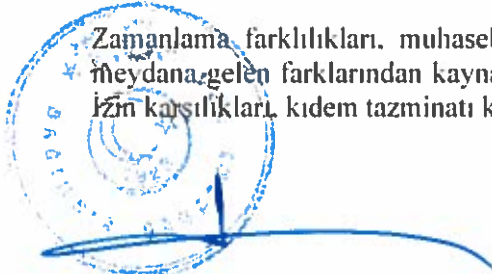 Zamanlama farklılıkları, muhasel
meydana gelen farklarından kayna
İzin karşılıkları, kıdem tazminatı k